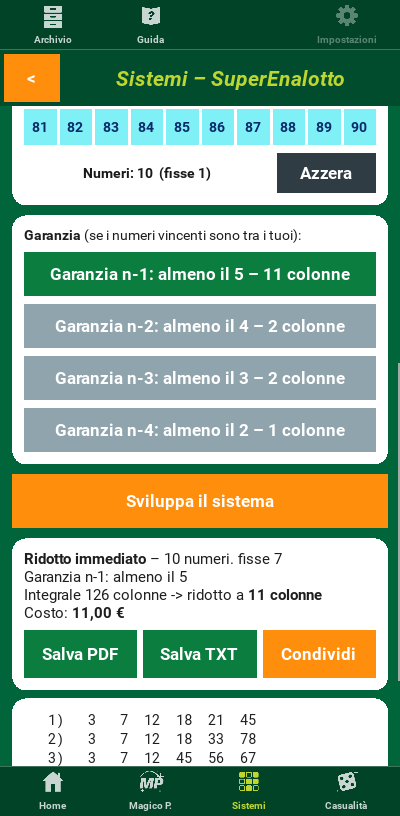 Archivio Guida Impostazioni
< Sistemi – SuperEnalotto
81 82 83 84 85 86 87 88 89 90
Numeri: 10 (fisse 1) Azzera
Garanzia (se i numeri vincenti sono tra i tuoi):
Garanzia n-1: almeno il 5 – 11 colonne
Garanzia n-2: almeno il 4 – 2 colonne
Garanzia n-3: almeno il 3 – 2 colonne
Garanzia n-4: almeno il 2 – 1 colonne
Sviluppa il sistema
Ridotto immediato – 10 numeri. fisse 7
Garanzia n-1: almeno il 5
Integrale 126 colonne -> ridotto a 11 colonne
Costo: 11,00 €
Salva PDF Salva TXT Condividi
1) 3 7 12 18 21 45
2) 3 7 12 18 33 78
3) 3 7 12 45 56 67
MP
Home Magico P. Sistemi Casualità